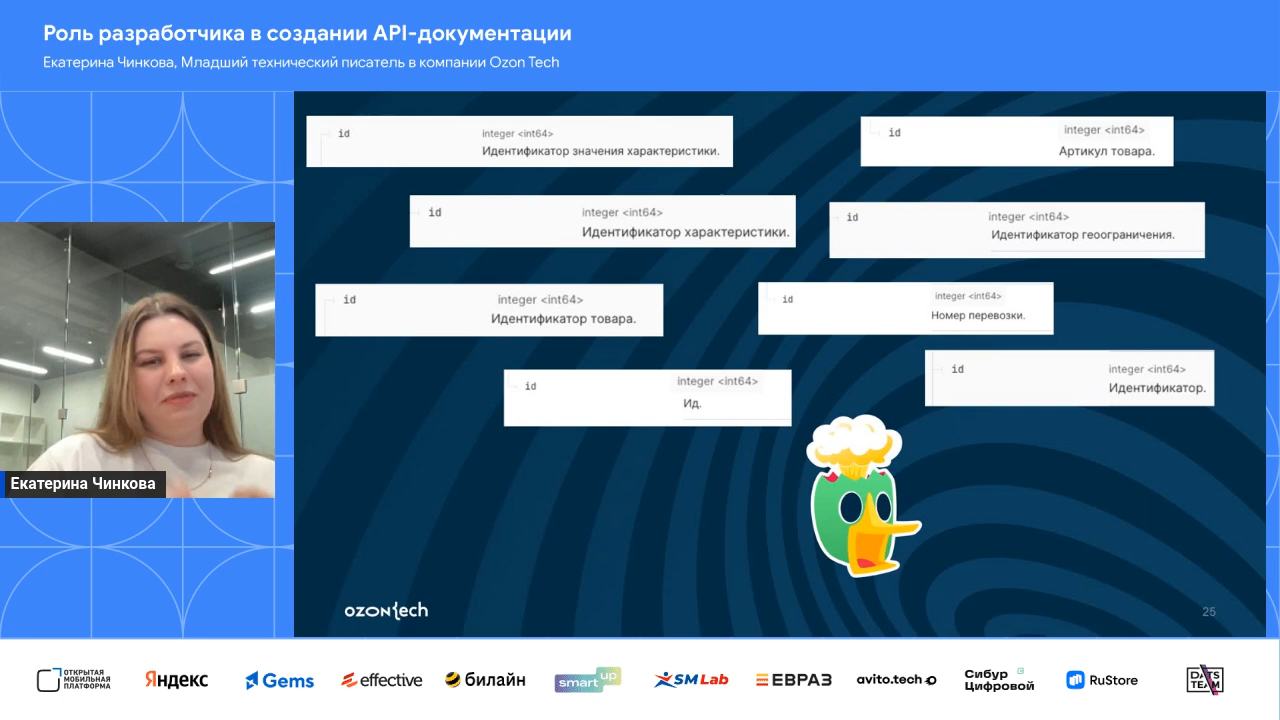 Роль разработчика в создании API-документации
Екатерина Чинкова, Младший технический писатель в компании Ozon Tech
id integer <int64>
Идентификатор значения характеристики.
id integer <int64>
Артикул товара.
id integer <int64>
Идентификатор характеристики.
id integer <int64>
Идентификатор геоограничения.
id integer <int64>
Идентификатор товара.
id integer <int64>
Номер перевозки.
id integer <int64>
Ид.
id integer <int64>
Идентификатор.
Екатерина Чинкова
ozon{ech
25
ОТКРЫТАЯ
МОБИЛЬНАЯ
ПЛАТФОРМА
Яндекс
Gems
effective
билайн
smart up
SM Lab
ЕВРАЗ
avito.tech
Сибур
Цифровой
RuStore
DATS
TEAM